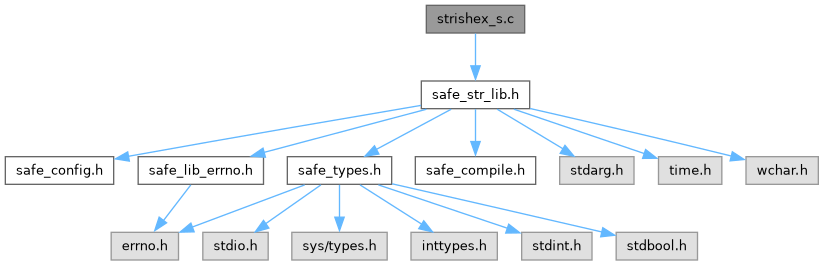 strishex_s.c
safe_str_lib.h
safe_config.h
safe_lib_errno.h
safe_types.h
safe_compile.h
stdarg.h
time.h
wchar.h
errno.h
stdio.h
sys/types.h
inttypes.h
stdint.h
stdbool.h